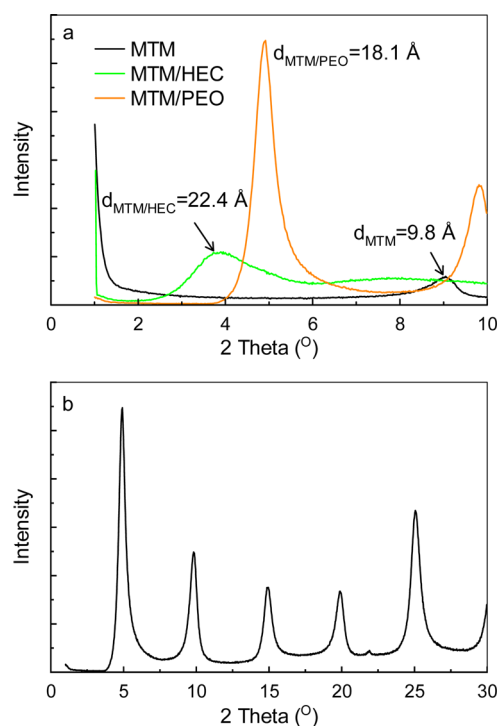 a
MTM
MTM/HEC
MTM/PEO
dMTM/PEO=18.1 Å
dMTM/HEC=22.4 Å
dMTM=9.8 Å
Intensity
0 2 4 6 8 10
2 Theta (O)
b
Intensity
0 5 10 15 20 25 30
2 Theta (O)